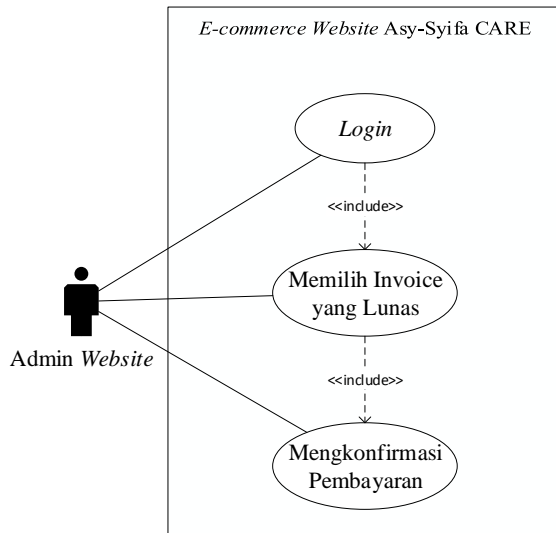 E-commerce Website Asy-Syifa CARE
Login
<<include>>
Memilih Invoice
yang Lunas
Admin Website
<<include>>
Mengkonfirmasi
Pembayaran